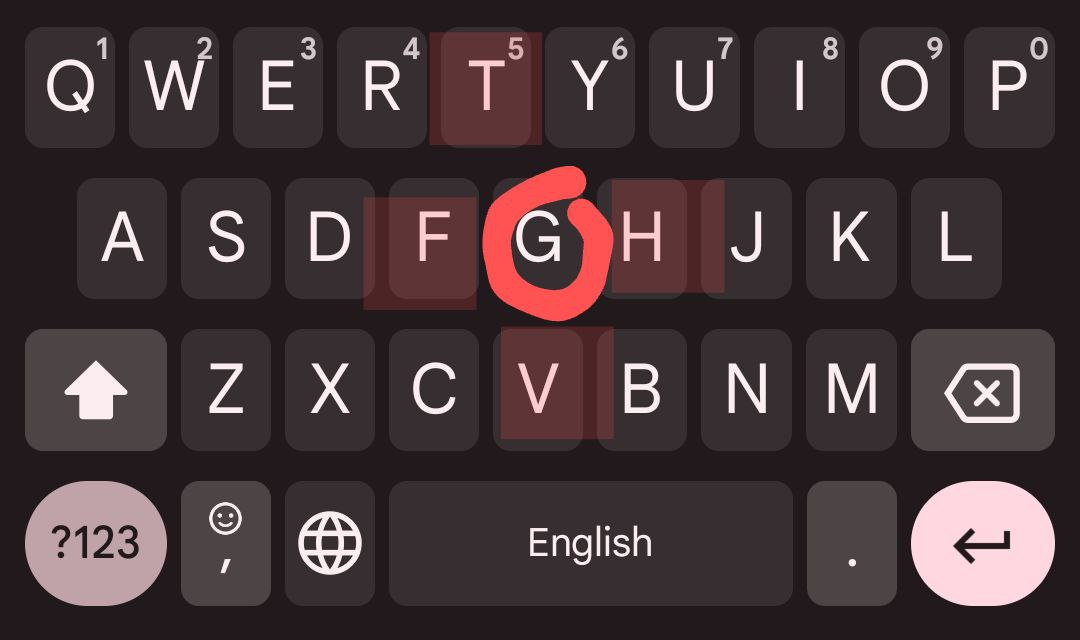 Q1 W2 E3 R4 T5 Y6 U7 I8 O9 P0
A S D F G H J K L
Z X C V B N M
?123 , English .